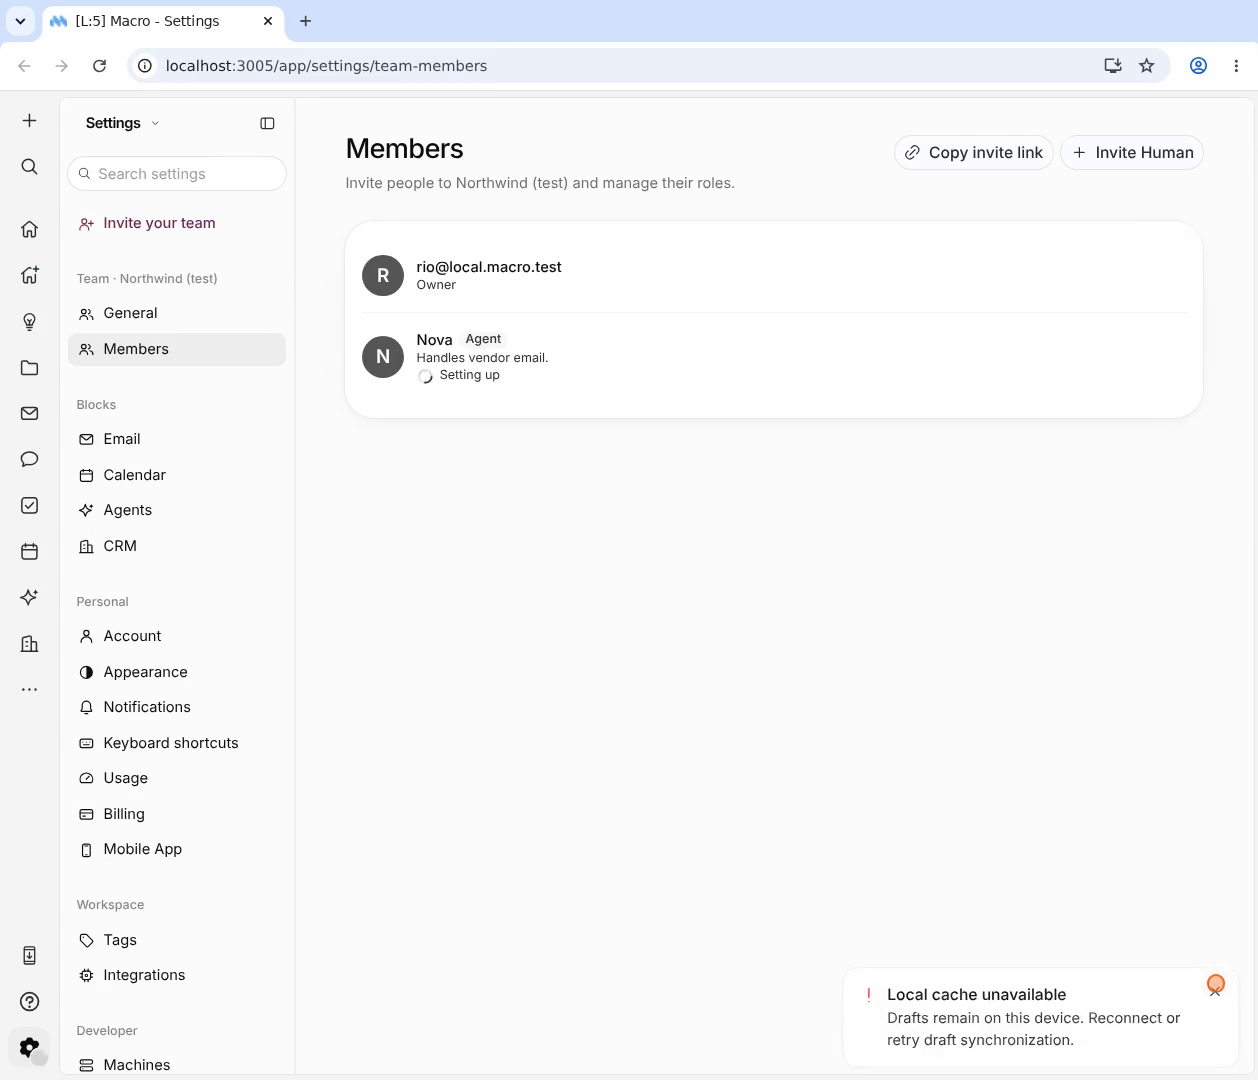 [L:5] Macro - Settings
localhost:3005/app/settings/team-members
Settings
Search settings
Invite your team
Team · Northwind (test)
General
Members
Blocks
Email
Calendar
Agents
CRM
Personal
Account
Appearance
Notifications
Keyboard shortcuts
Usage
Billing
Mobile App
Workspace
Tags
Integrations
Developer
Machines
Members
Copy invite link
Invite Human
Invite people to Northwind (test) and manage their roles.
R
rio@local.macro.test
Owner
N
Nova Agent
Handles vendor email.
Setting up
Local cache unavailable
Drafts remain on this device. Reconnect or
retry draft synchronization.